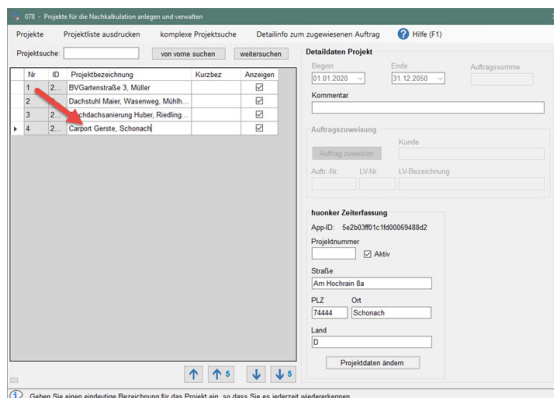 078 - Projekte für die Nachkalkulation anlegen und verwalten
Projekte Projektliste ausdrucken komplexe Projektsuche Detailinfo zum zugewiesenen Auftrag Hilfe (F1)
Projektsuche: von vorne suchen weitersuchen
Nr ID Projektbezeichnung Kurzbez Anzeigen
1 2... BVGartenstraße 3, Müller
2 2... Dachstuhl Maier, Wasenweg, Mühlh...
3 2... Huber, Riedling...
4 2... Carport Gerste, Schonach
Detaildaten Projekt
Beginn Ende Auftragssumme
01.01.2020 31.12.2050
Kommentar
Auftragszuweisung
Kunde
Auftrag zuweisen
Auftr.-Nr. LV-Nr. LV-Bezeichnung
huonker Zeiterfassung
App-ID: 5e2b03ff01c1fd00069488d2
Projektnummer
Aktiv
Straße
Am Hochrain 8a
PLZ Ort
74444 Schonach
Land
D
Projektdaten ändern
5 5
Geben Sie einen eindeutige Bezeichnung für das Projekt ein, so dass Sie es jederzeit wiedererkennen